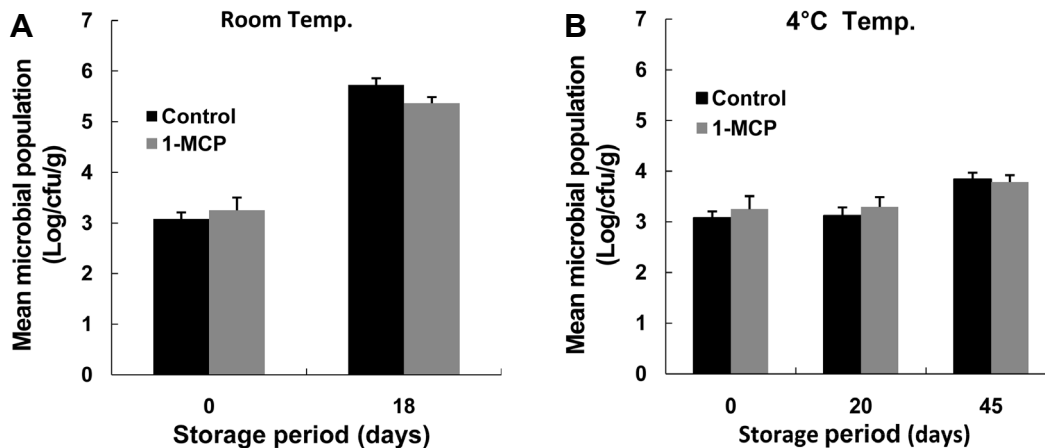 A
Room Temp.
Mean microbial population
(Log/cfu/g)
7
6
5
4
3
2
1
0
Control
1-MCP
0 18
Storage period (days)
B
4°C Temp.
Mean microbial population
(Log/cfu/g)
7
6
5
4
3
2
1
0
Control
1-MCP
0 20 45
Storage period (days)